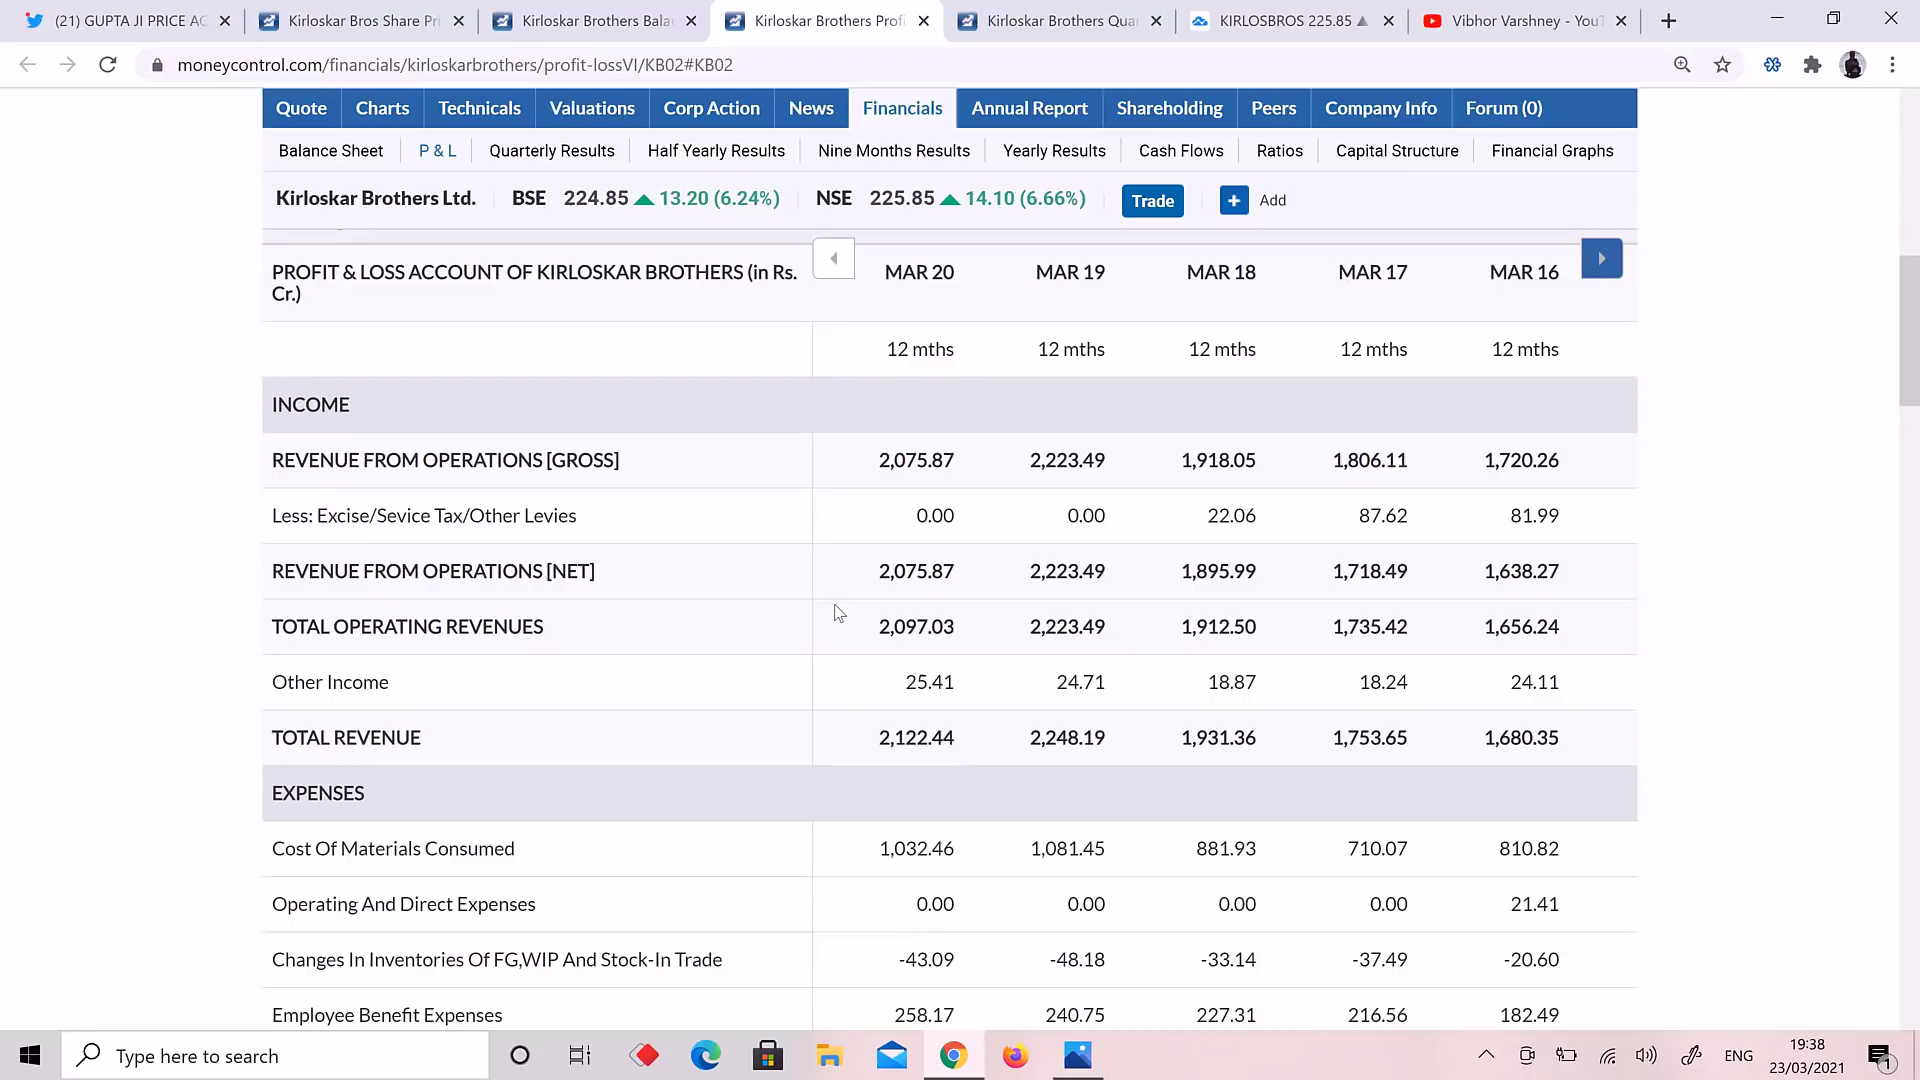 (21) GUPTA JI PRICE AC
Kirloskar Bros Share Pri
Kirloskar Brothers Bala
Kirloskar Brothers Profi
Kirloskar Brothers Quar
KIRLOSBROS 225.85 ▲
Vibhor Varshney - YouT
moneycontrol.com/financials/kirloskarbrothers/profit-lossVI/KB02#KB02
Quote Charts Technicals Valuations Corp Action News Financials Annual Report Shareholding Peers Company Info Forum (0)
Balance Sheet P & L Quarterly Results Half Yearly Results Nine Months Results Yearly Results Cash Flows Ratios Capital Structure Financial Graphs
Kirloskar Brothers Ltd. BSE 224.85 ▲ 13.20 (6.24%) NSE 225.85 ▲ 14.10 (6.66%) Trade + Add
PROFIT & LOSS ACCOUNT OF KIRLOSKAR BROTHERS (in Rs. MAR 20 MAR 19 MAR 18 MAR 17 MAR 16
Cr.)
12 mths 12 mths 12 mths 12 mths 12 mths
INCOME
REVENUE FROM OPERATIONS [GROSS] 2,075.87 2,223.49 1,918.05 1,806.11 1,720.26
Less: Excise/Sevice Tax/Other Levies 0.00 0.00 22.06 87.62 81.99
REVENUE FROM OPERATIONS [NET] 2,075.87 2,223.49 1,895.99 1,718.49 1,638.27
TOTAL OPERATING REVENUES 2,097.03 2,223.49 1,912.50 1,735.42 1,656.24
Other Income 25.41 24.71 18.87 18.24 24.11
TOTAL REVENUE 2,122.44 2,248.19 1,931.36 1,753.65 1,680.35
EXPENSES
Cost Of Materials Consumed 1,032.46 1,081.45 881.93 710.07 810.82
Operating And Direct Expenses 0.00 0.00 0.00 0.00 21.41
Changes In Inventories Of FG,WIP And Stock-In Trade -43.09 -48.18 -33.14 -37.49 -20.60
Employee Benefit Expenses 258.17 240.75 227.31 216.56 182.49
Type here to search
ENG
19:38
23/03/2021
1